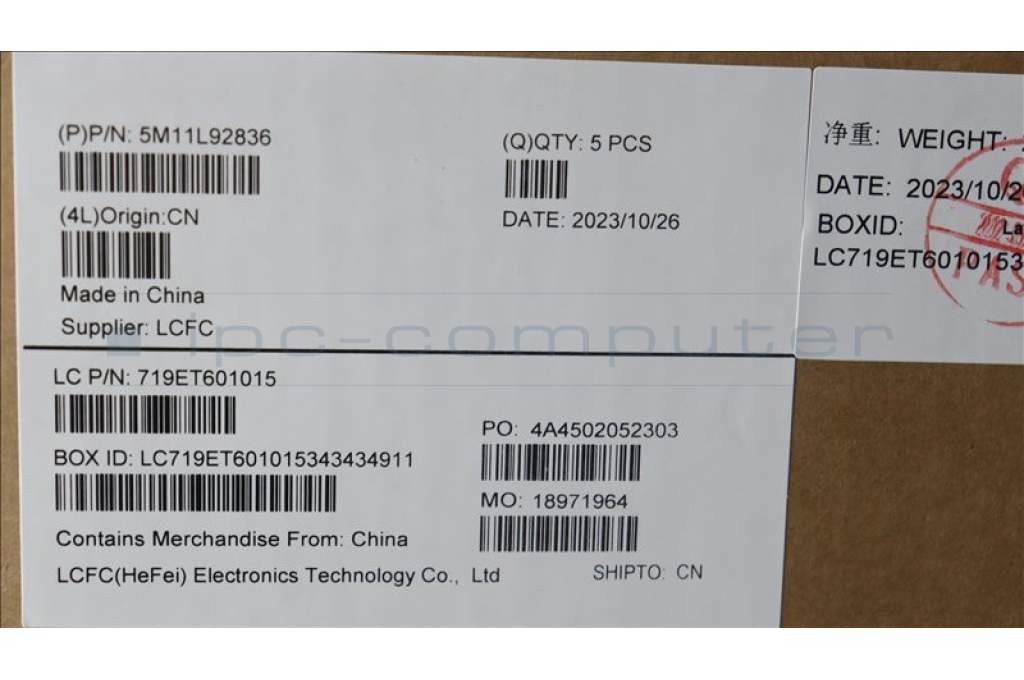 (P)P/N: 5M11L92836
(Q)QTY: 5 PCS
(4L)Origin:CN
DATE: 2023/10/26
Made in China
Supplier: LCFC
LC P/N: 719ET601015
PO: 4A4502052303
BOX ID: LC719ET601015343434911
MO: 18971964
Contains Merchandise From: China
LCFC(HeFei) Electronics Technology Co., Ltd
SHIPTO: CN
净重: WEIGHT:
DATE: 2023/10/2
BOXID:
LC719ET6010153
PAS
ipc-computer